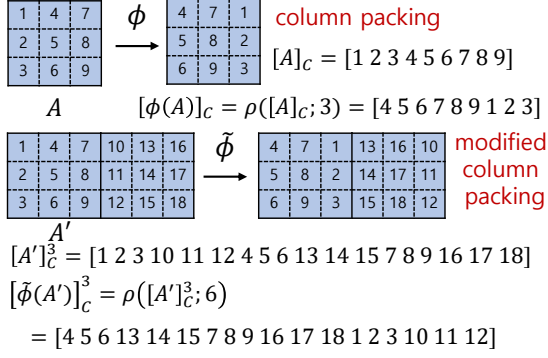 1 4 7
2 5 8
3 6 9
A
ϕ
4 7 1
5 8 2
6 9 3
column packing
[A]_C = [1 2 3 4 5 6 7 8 9]
[ϕ(A)]_C = ρ([A]_C; 3) = [4 5 6 7 8 9 1 2 3]
1 4 7 10 13 16
2 5 8 11 14 17
3 6 9 12 15 18
A′
ϕ̃
4 7 1 13 16 10
5 8 2 14 17 11
6 9 3 15 18 12
modified
column
packing
[A′]_C^3 = [1 2 3 10 11 12 4 5 6 13 14 15 7 8 9 16 17 18]
[ϕ̃(A′)]_C^3 = ρ([A′]_C^3; 6)
= [4 5 6 13 14 15 7 8 9 16 17 18 1 2 3 10 11 12]